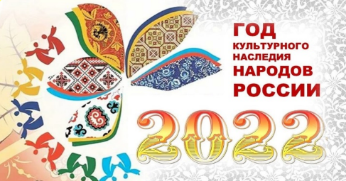 ГОД
КУЛЬТУРНОГО
НАСЛЕДИЯ
НАРОДОВ
РОССИИ
2022